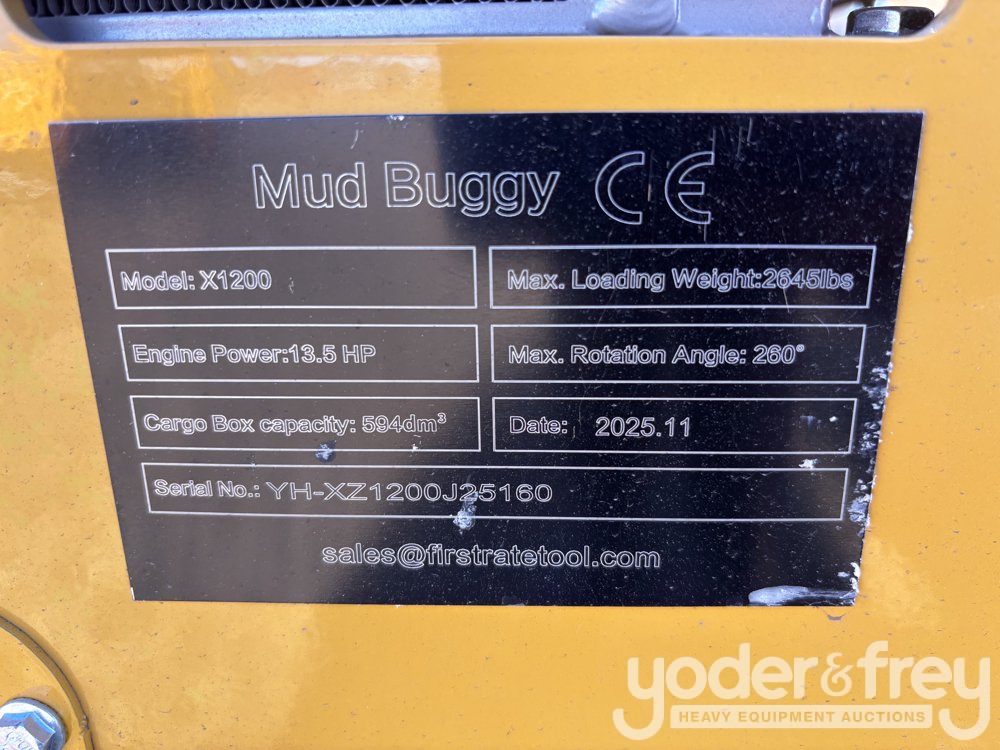 Mud Buggy CE
Model: X1200
Max. Loading Weight:2645lbs
Engine Power:13.5 HP
Max. Rotation Angle: 260°
Cargo Box capacity: 594dm³
Date: 2025.11
Serial No.: YH-XZ1200J25160
sales@firstratetool.com
yoder&frey
HEAVY EQUIPMENT AUCTIONS